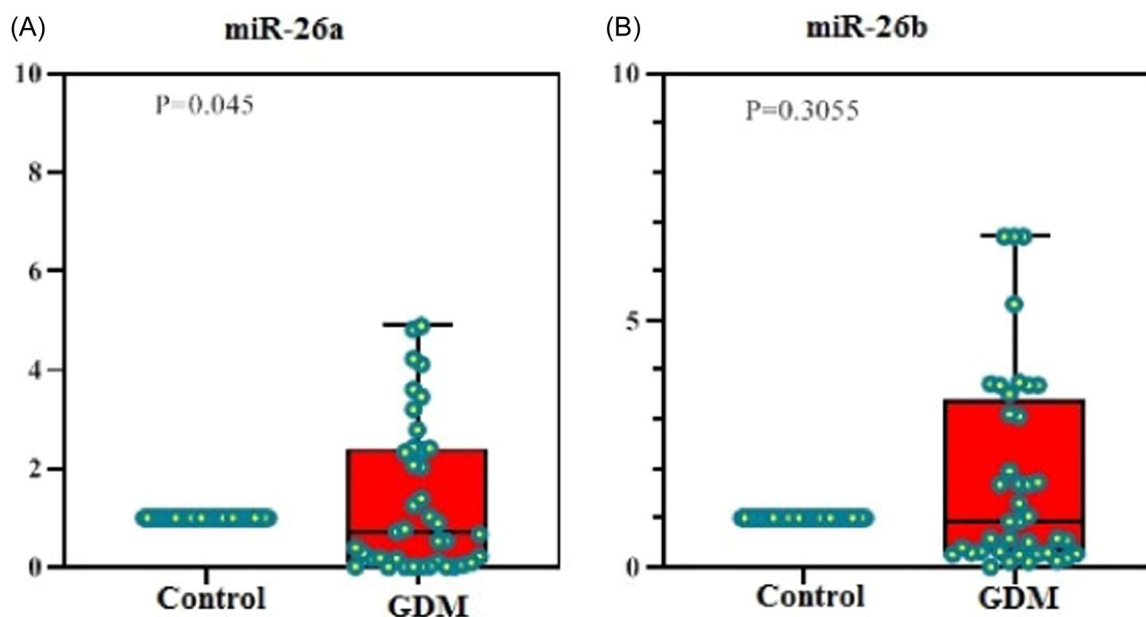 (A) miR-26a
P=0.045
10
8
6
4
2
0
Control GDM
(B) miR-26b
P=0.3055
10
5
0
Control GDM